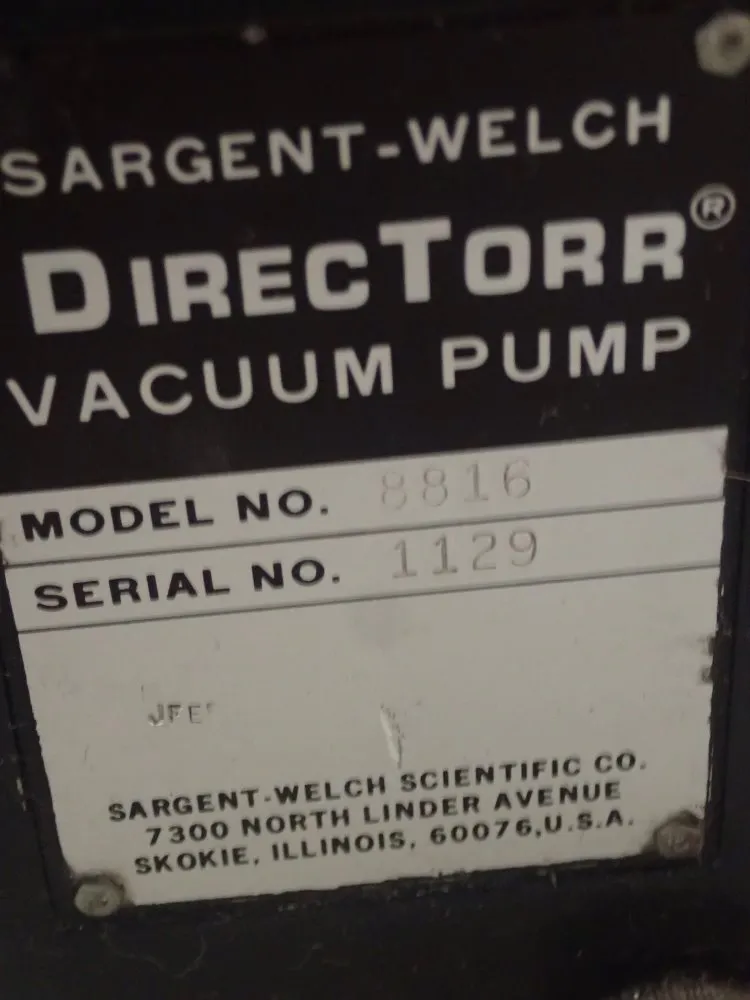 SARGENT-WELCH
DIRECTORR®
VACUUM PUMP
MODEL NO. 8816
SERIAL NO. 1129
SARGENT-WELCH SCIENTIFIC CO.
7300 NORTH LINDER AVENUE
SKOKIE, ILLINOIS, 60076,U.S.A.